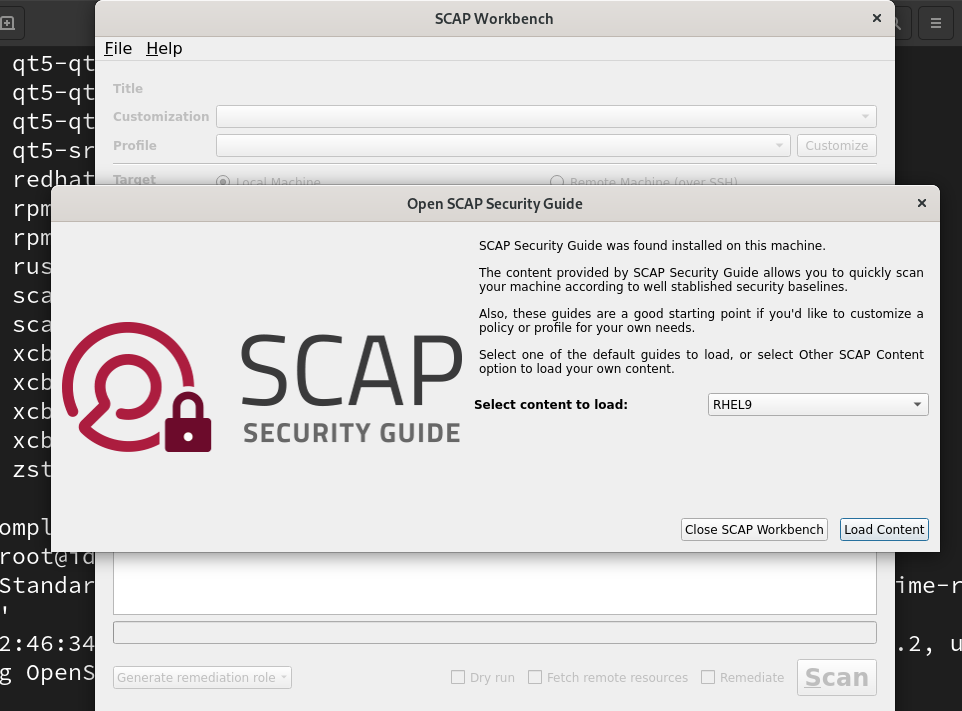 SCAP Workbench
File Help
qt5-qt
Title
qt5-qt
Customization
qt5-qt
qt5-sr
Profile
Customize
redhat
Target
Local Machine
Remote Machine (over SSH)
rpm
Open SCAP Security Guide
rpm
SCAP Security Guide was found installed on this machine.
rus
The content provided by SCAP Security Guide allows you to quickly scan
your machine according to well stablished security baselines.
sca
Also, these guides are a good starting point if you'd like to customize a
sca
policy or profile for your own needs.
xcb
Select one of the default guides to load, or select Other SCAP Content
option to load your own content.
xcb
SCAP
SECURITY GUIDE
xcb
Select content to load:
RHEL9
xcb
zst
ompl
Close SCAP Workbench
Load Content
root@fd
Standar
ime-r
'
2:46:34
.2, u
g OpenS
Generate remediation role
Dry run
Fetch remote resources
Remediate
Scan